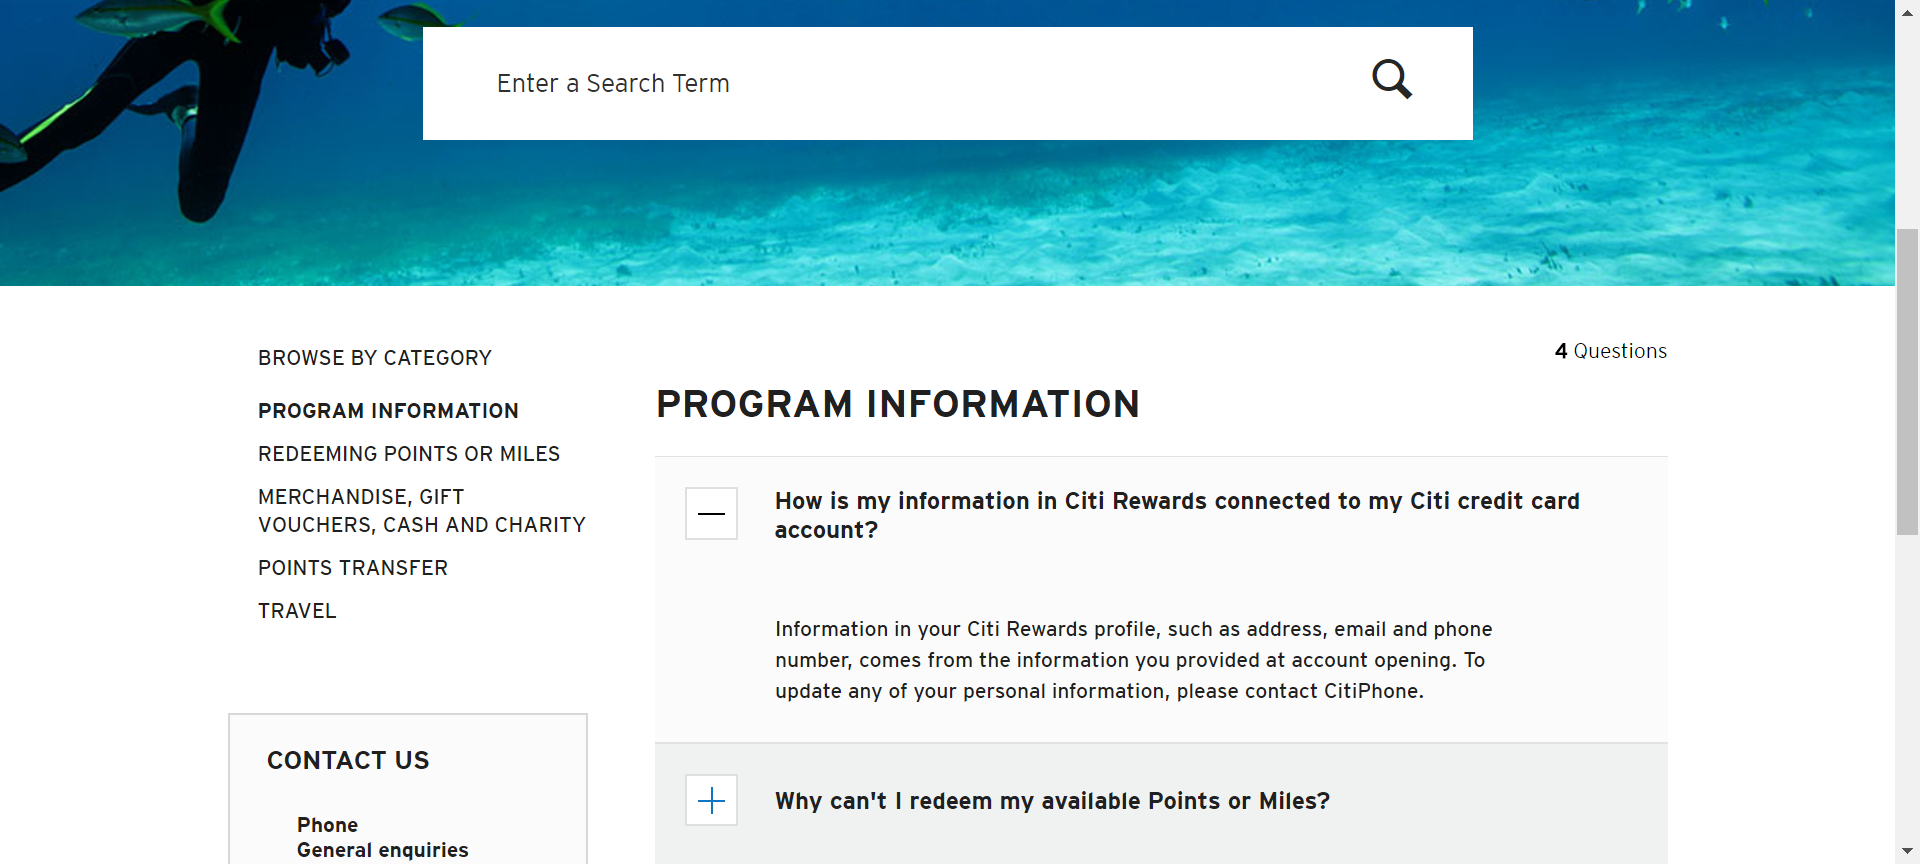 Enter a Search Term
BROWSE BY CATEGORY
PROGRAM INFORMATION
REDEEMING POINTS OR MILES
MERCHANDISE, GIFT
VOUCHERS, CASH AND CHARITY
POINTS TRANSFER
TRAVEL
CONTACT US
Phone
General enquiries
4 Questions
PROGRAM INFORMATION
How is my information in Citi Rewards connected to my Citi credit card
account?
Information in your Citi Rewards profile, such as address, email and phone
number, comes from the information you provided at account opening. To
update any of your personal information, please contact CitiPhone.
Why can't I redeem my available Points or Miles?